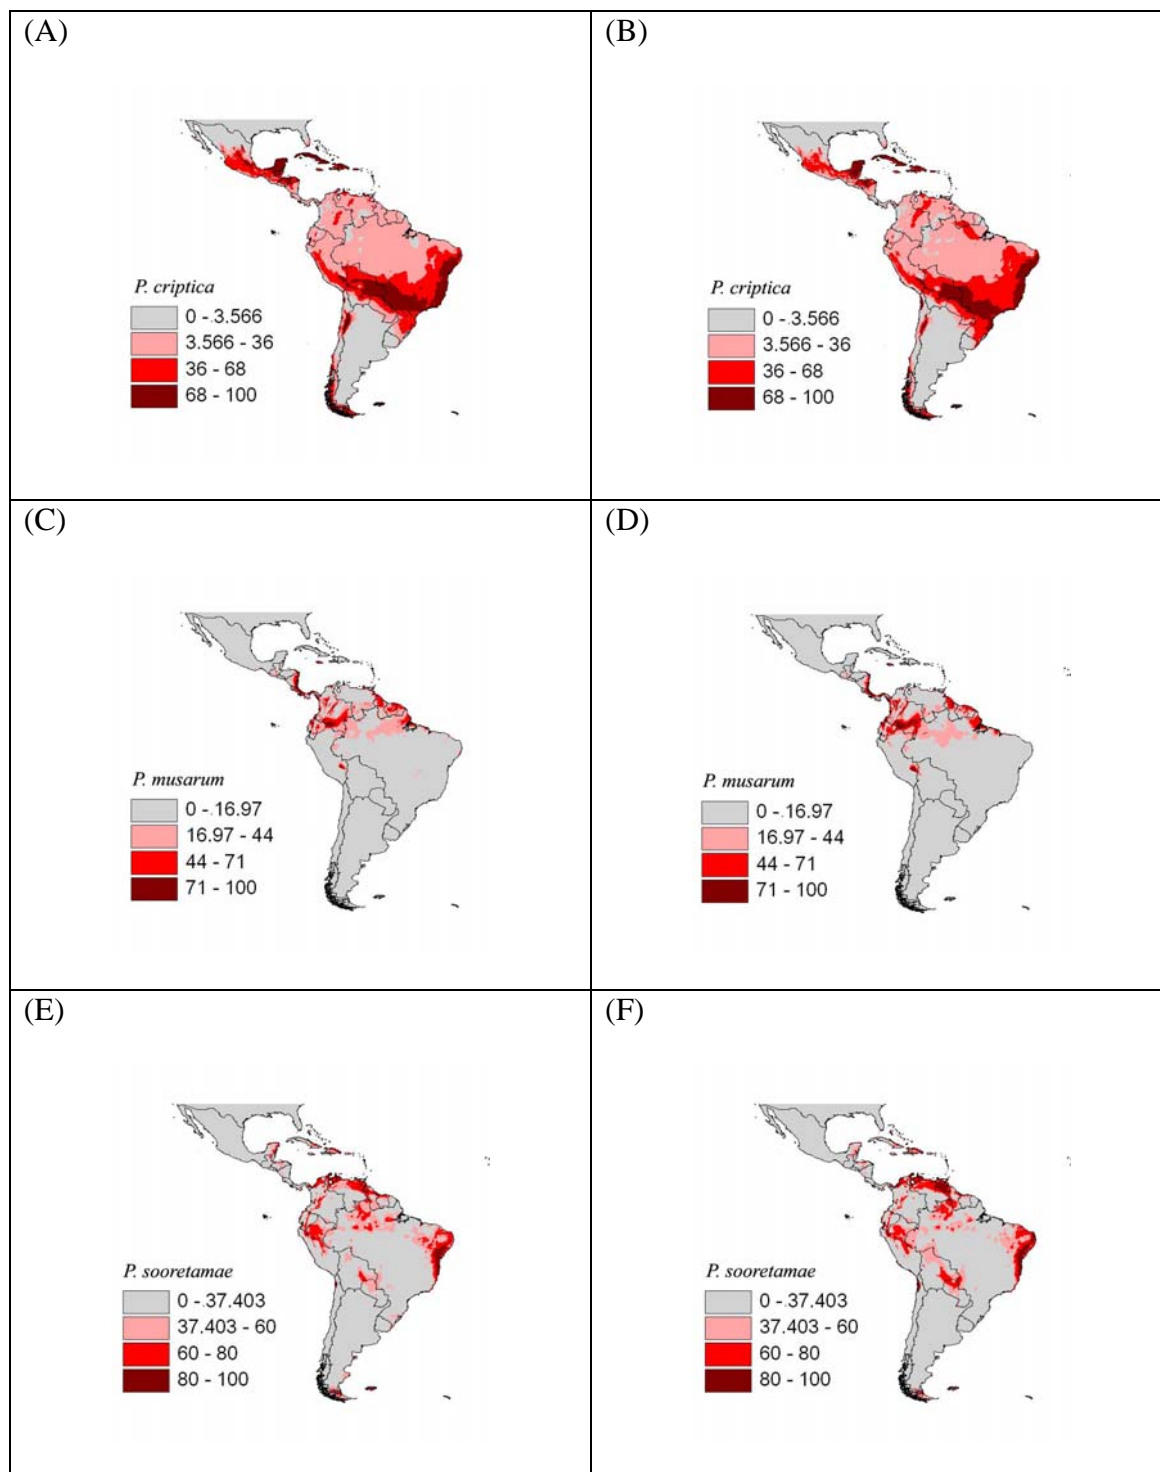 (A)
P. criptica
0 - .3.566
3.566 - 36
36 - 68
68 - 100
(B)
P. criptica
0 - .3.566
3.566 - 36
36 - 68
68 - 100
(C)
P. musarum
0 - .16.97
16.97 - 44
44 - 71
71 - 100
(D)
P. musarum
0 - .16.97
16.97 - 44
44 - 71
71 - 100
(E)
P. sooretamae
0 - .37.403
37.403 - 60
60 - 80
80 - 100
(F)
P. sooretamae
0 - .37.403
37.403 - 60
60 - 80
80 - 100